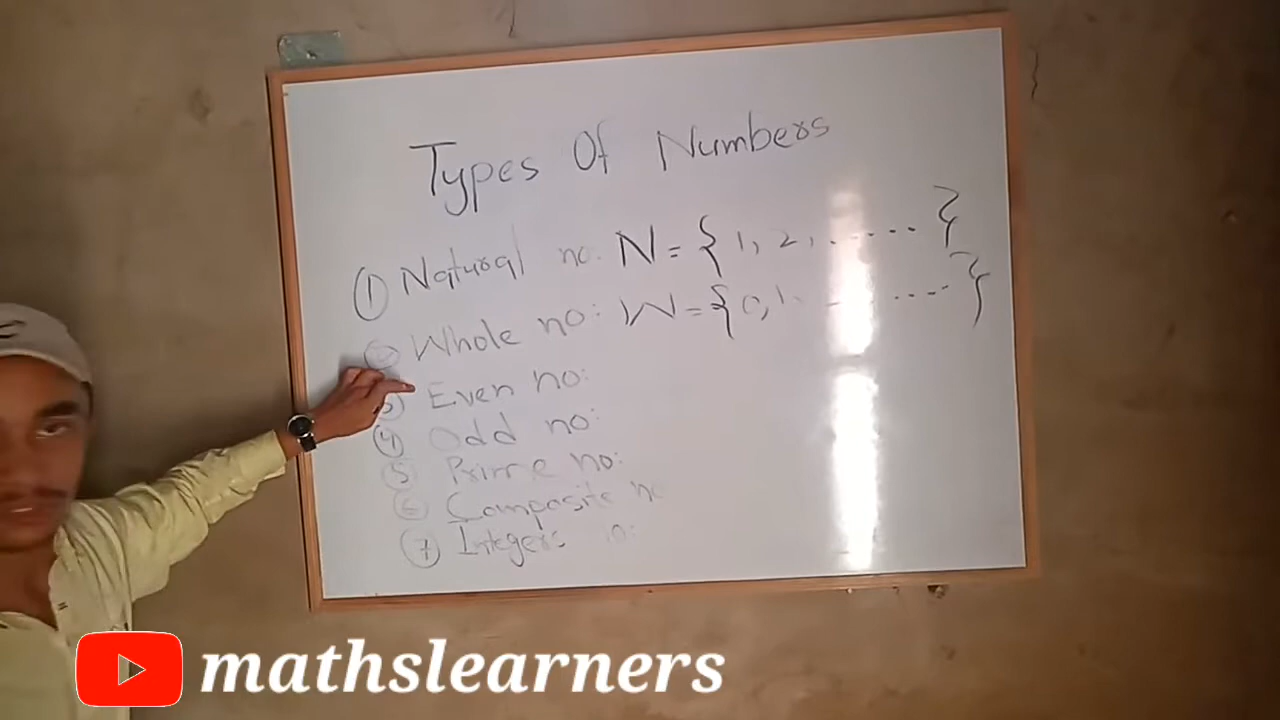 Types Of Numbers
① Natural no: N = { 1, 2, ........ }
② Whole no: W = { 0, 1, ........ }
③ Even no:
④ Odd no:
⑤ Prime no:
⑥ Composite no
⑦ Integers no:
mathslearners